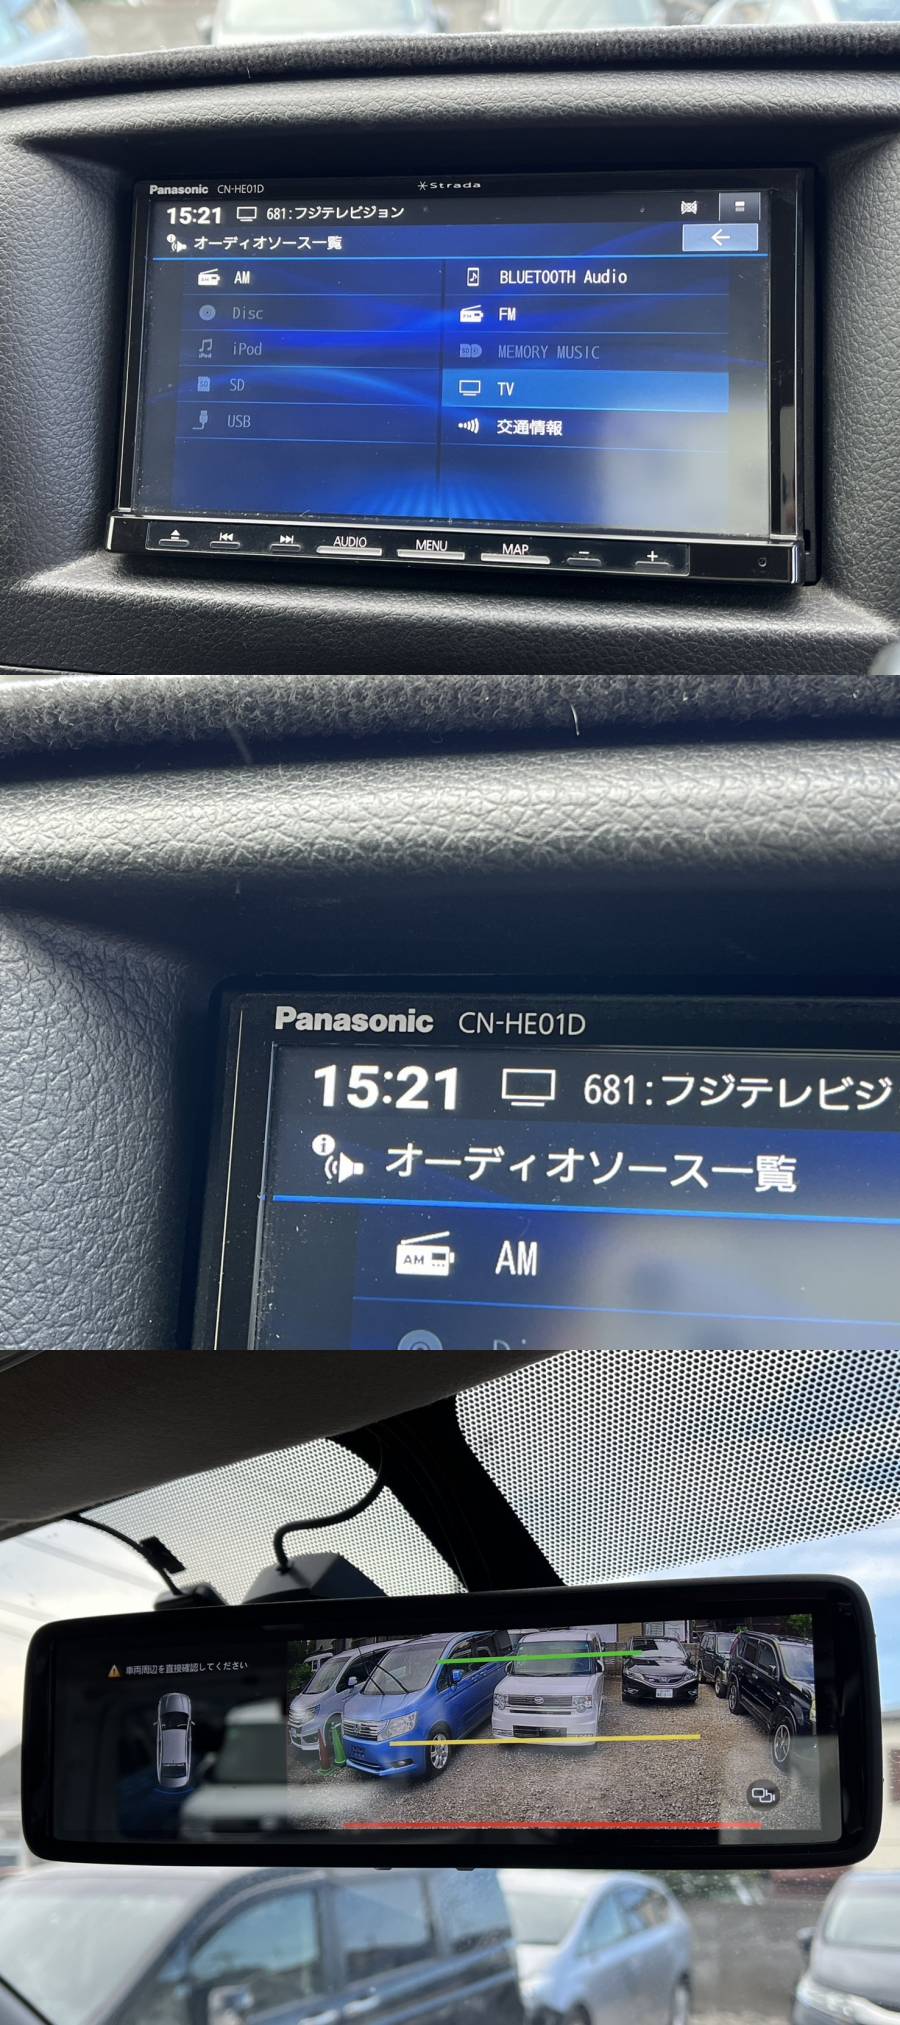 Panasonic CN-HE01D Strada
15:21 681:フジテレビジョン
オーディオソース一覧
AM
Disc
iPod
SD
USB
BLUETOOTH Audio
FM
MEMORY MUSIC
TV
交通情報
AUDIO MENU MAP
Panasonic CN-HE01D
15:21 681:フジテレビジ
オーディオソース一覧
AM AM
車両周辺を直接確認してください